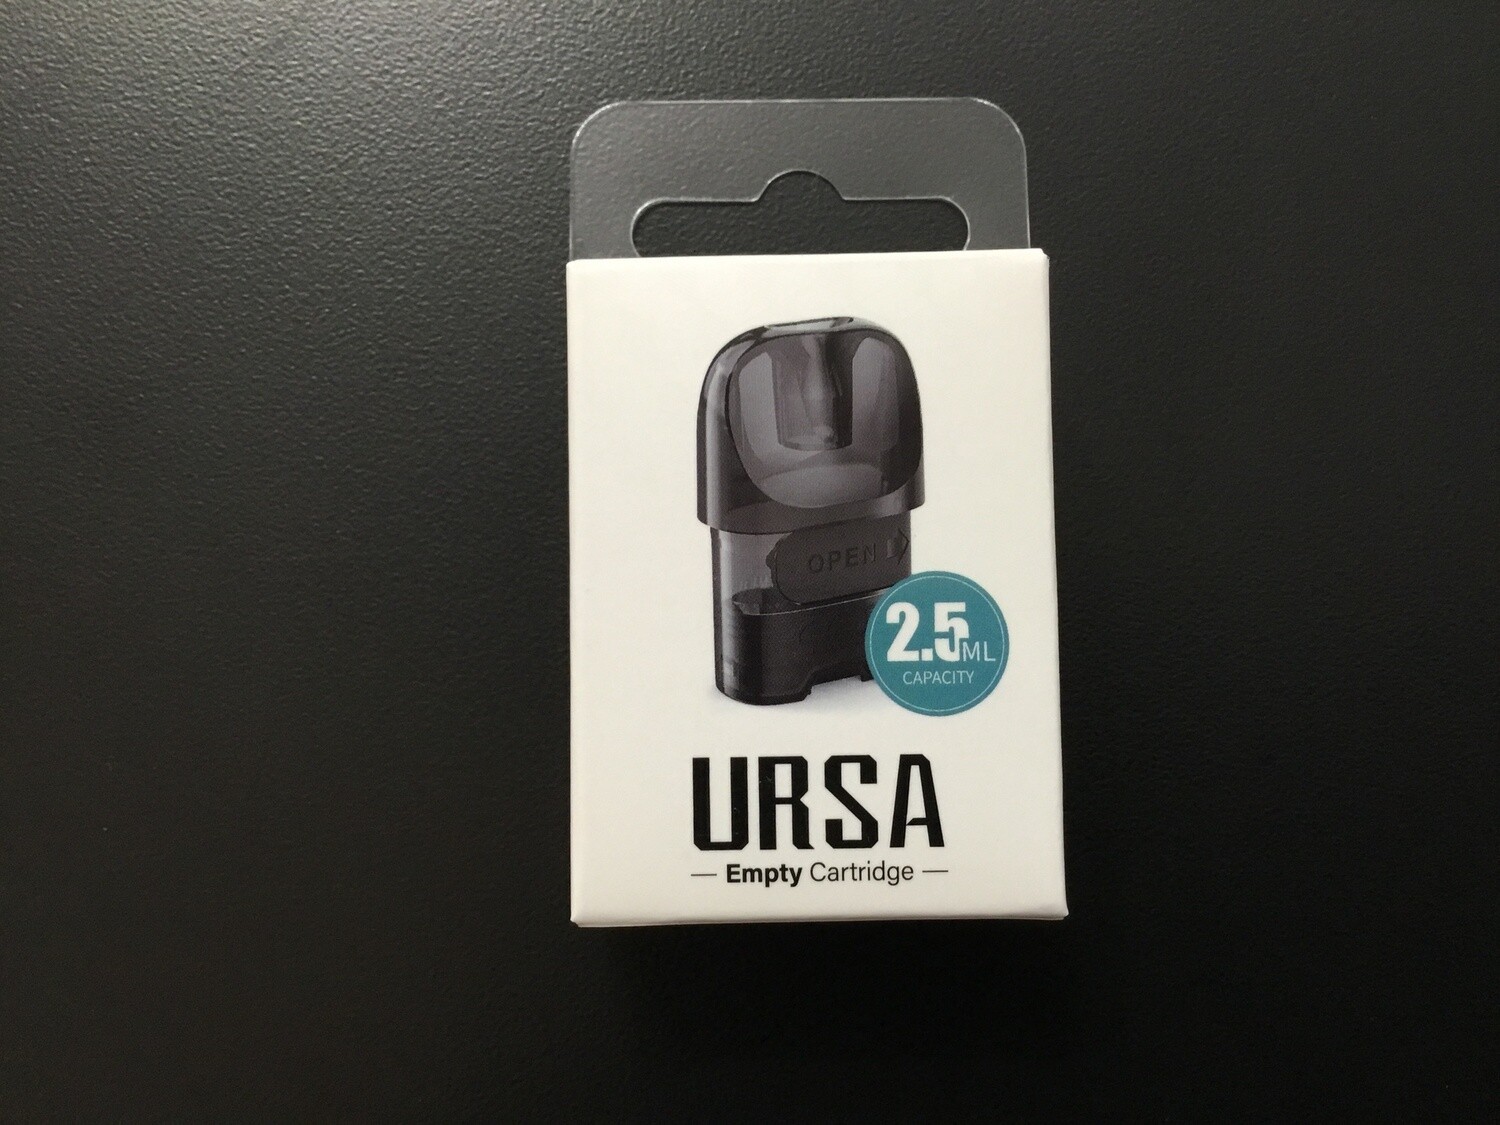 OPEN
2.5ML
CAPACITY
URSA
— Empty Cartridge —